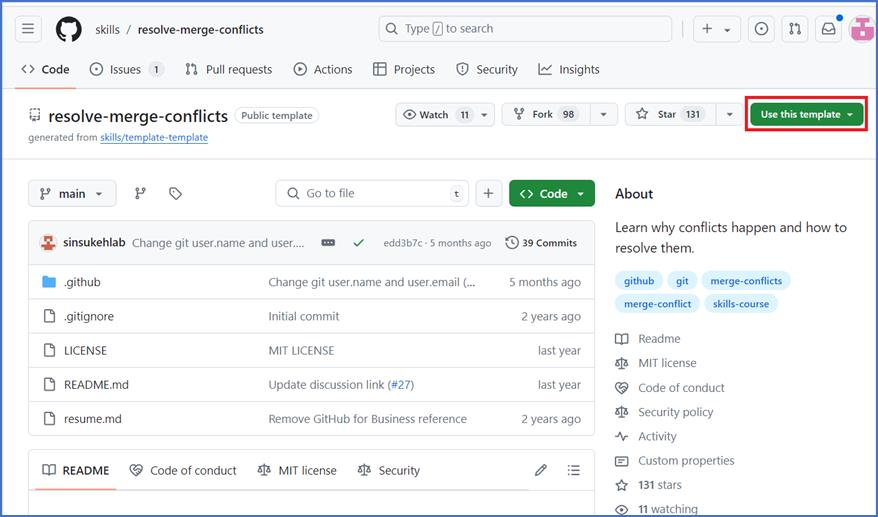 skills / resolve-merge-conflicts
Type / to search
Code Issues 1 Pull requests Actions Projects Security Insights
resolve-merge-conflicts Public template
Watch 11 Fork 98 Star 131 Use this template
generated from skills/template-template
main Go to file t Code
sinsukehlab Change git user.name and user.... edd3b7c · 5 months ago 39 Commits
.github Change git user.name and user.email (... 5 months ago
.gitignore Initial commit 2 years ago
LICENSE MIT LICENSE last year
README.md Update discussion link (#27) last year
resume.md Remove GitHub for Business reference 2 years ago
README Code of conduct MIT license Security
About
Learn why conflicts happen and how to
resolve them.
github git merge-conflicts
merge-conflict skills-course
Readme
MIT license
Code of conduct
Security policy
Activity
Custom properties
131 stars
11 watching